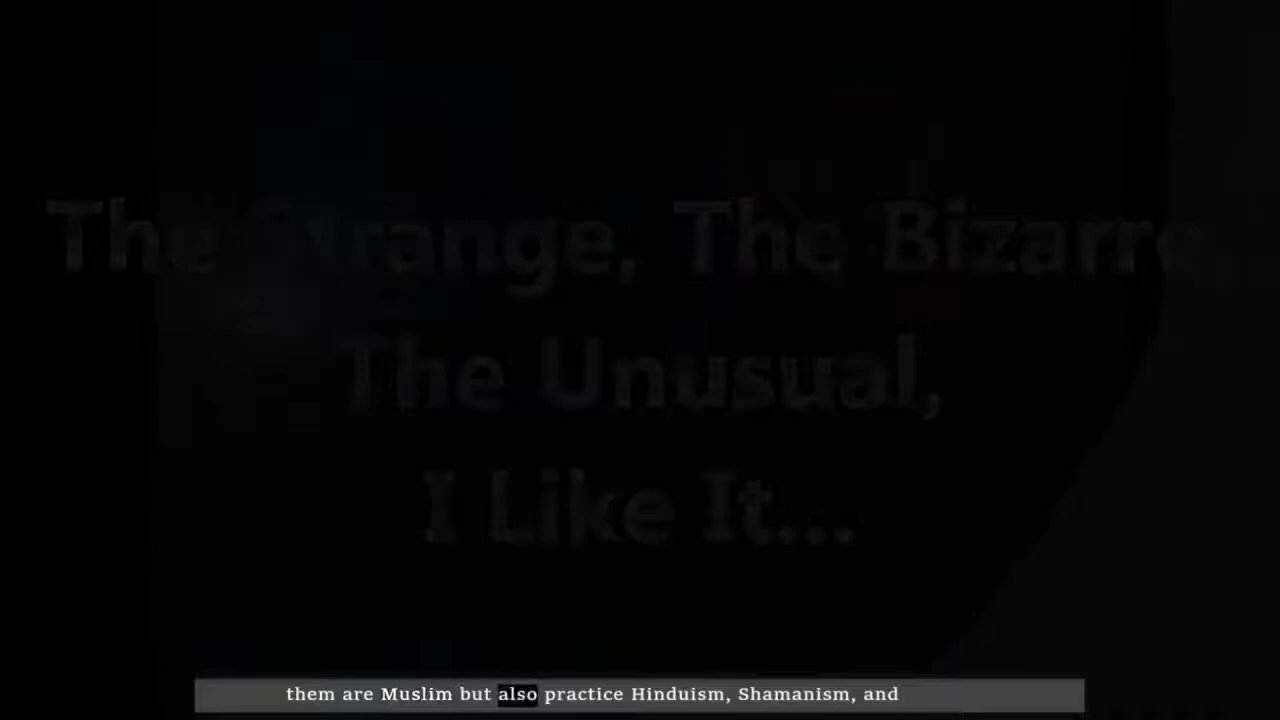 The Strange, The Bizarre
The Unusual,
I Like It...
them are Muslim but also practice Hinduism, Shamanism, and